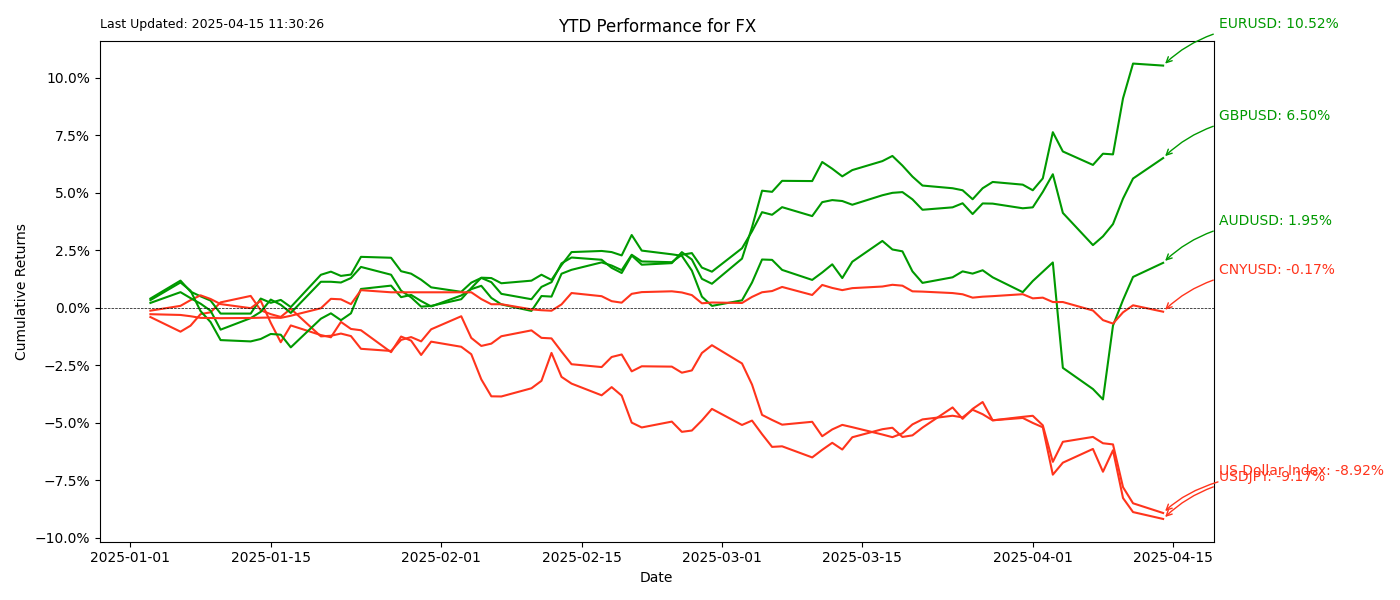 Last Updated: 2025-04-15 11:30:26
YTD Performance for FX
EURUSD: 10.52%
GBPUSD: 6.50%
AUDUSD: 1.95%
CNYUSD: -0.17%
US Dollar Index: -8.92%
USDJPY: -9.17%
Cumulative Returns
10.0%
7.5%
5.0%
2.5%
0.0%
−2.5%
−5.0%
−7.5%
−10.0%
2025-01-01
2025-01-15
2025-02-01
2025-02-15
2025-03-01
2025-03-15
2025-04-01
2025-04-15
Date